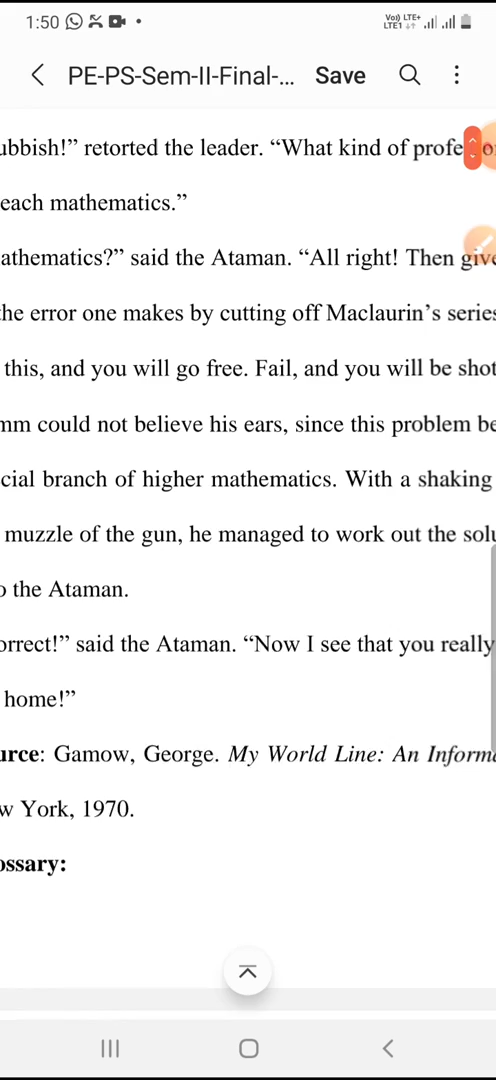 1:50
Vo)) LTE+
LTE1
PE-PS-Sem-II-Final-... Save
ubbish!” retorted the leader. “What kind of profe
each mathematics.”
athematics?” said the Ataman. “All right! Then give
he error one makes by cutting off Maclaurin’s series
this, and you will go free. Fail, and you will be shot
mm could not believe his ears, since this problem be
cial branch of higher mathematics. With a shaking
muzzle of the gun, he managed to work out the solu
o the Ataman.
orrect!” said the Ataman. “Now I see that you really
home!”
urce: Gamow, George. My World Line: An Informa
w York, 1970.
ossary: